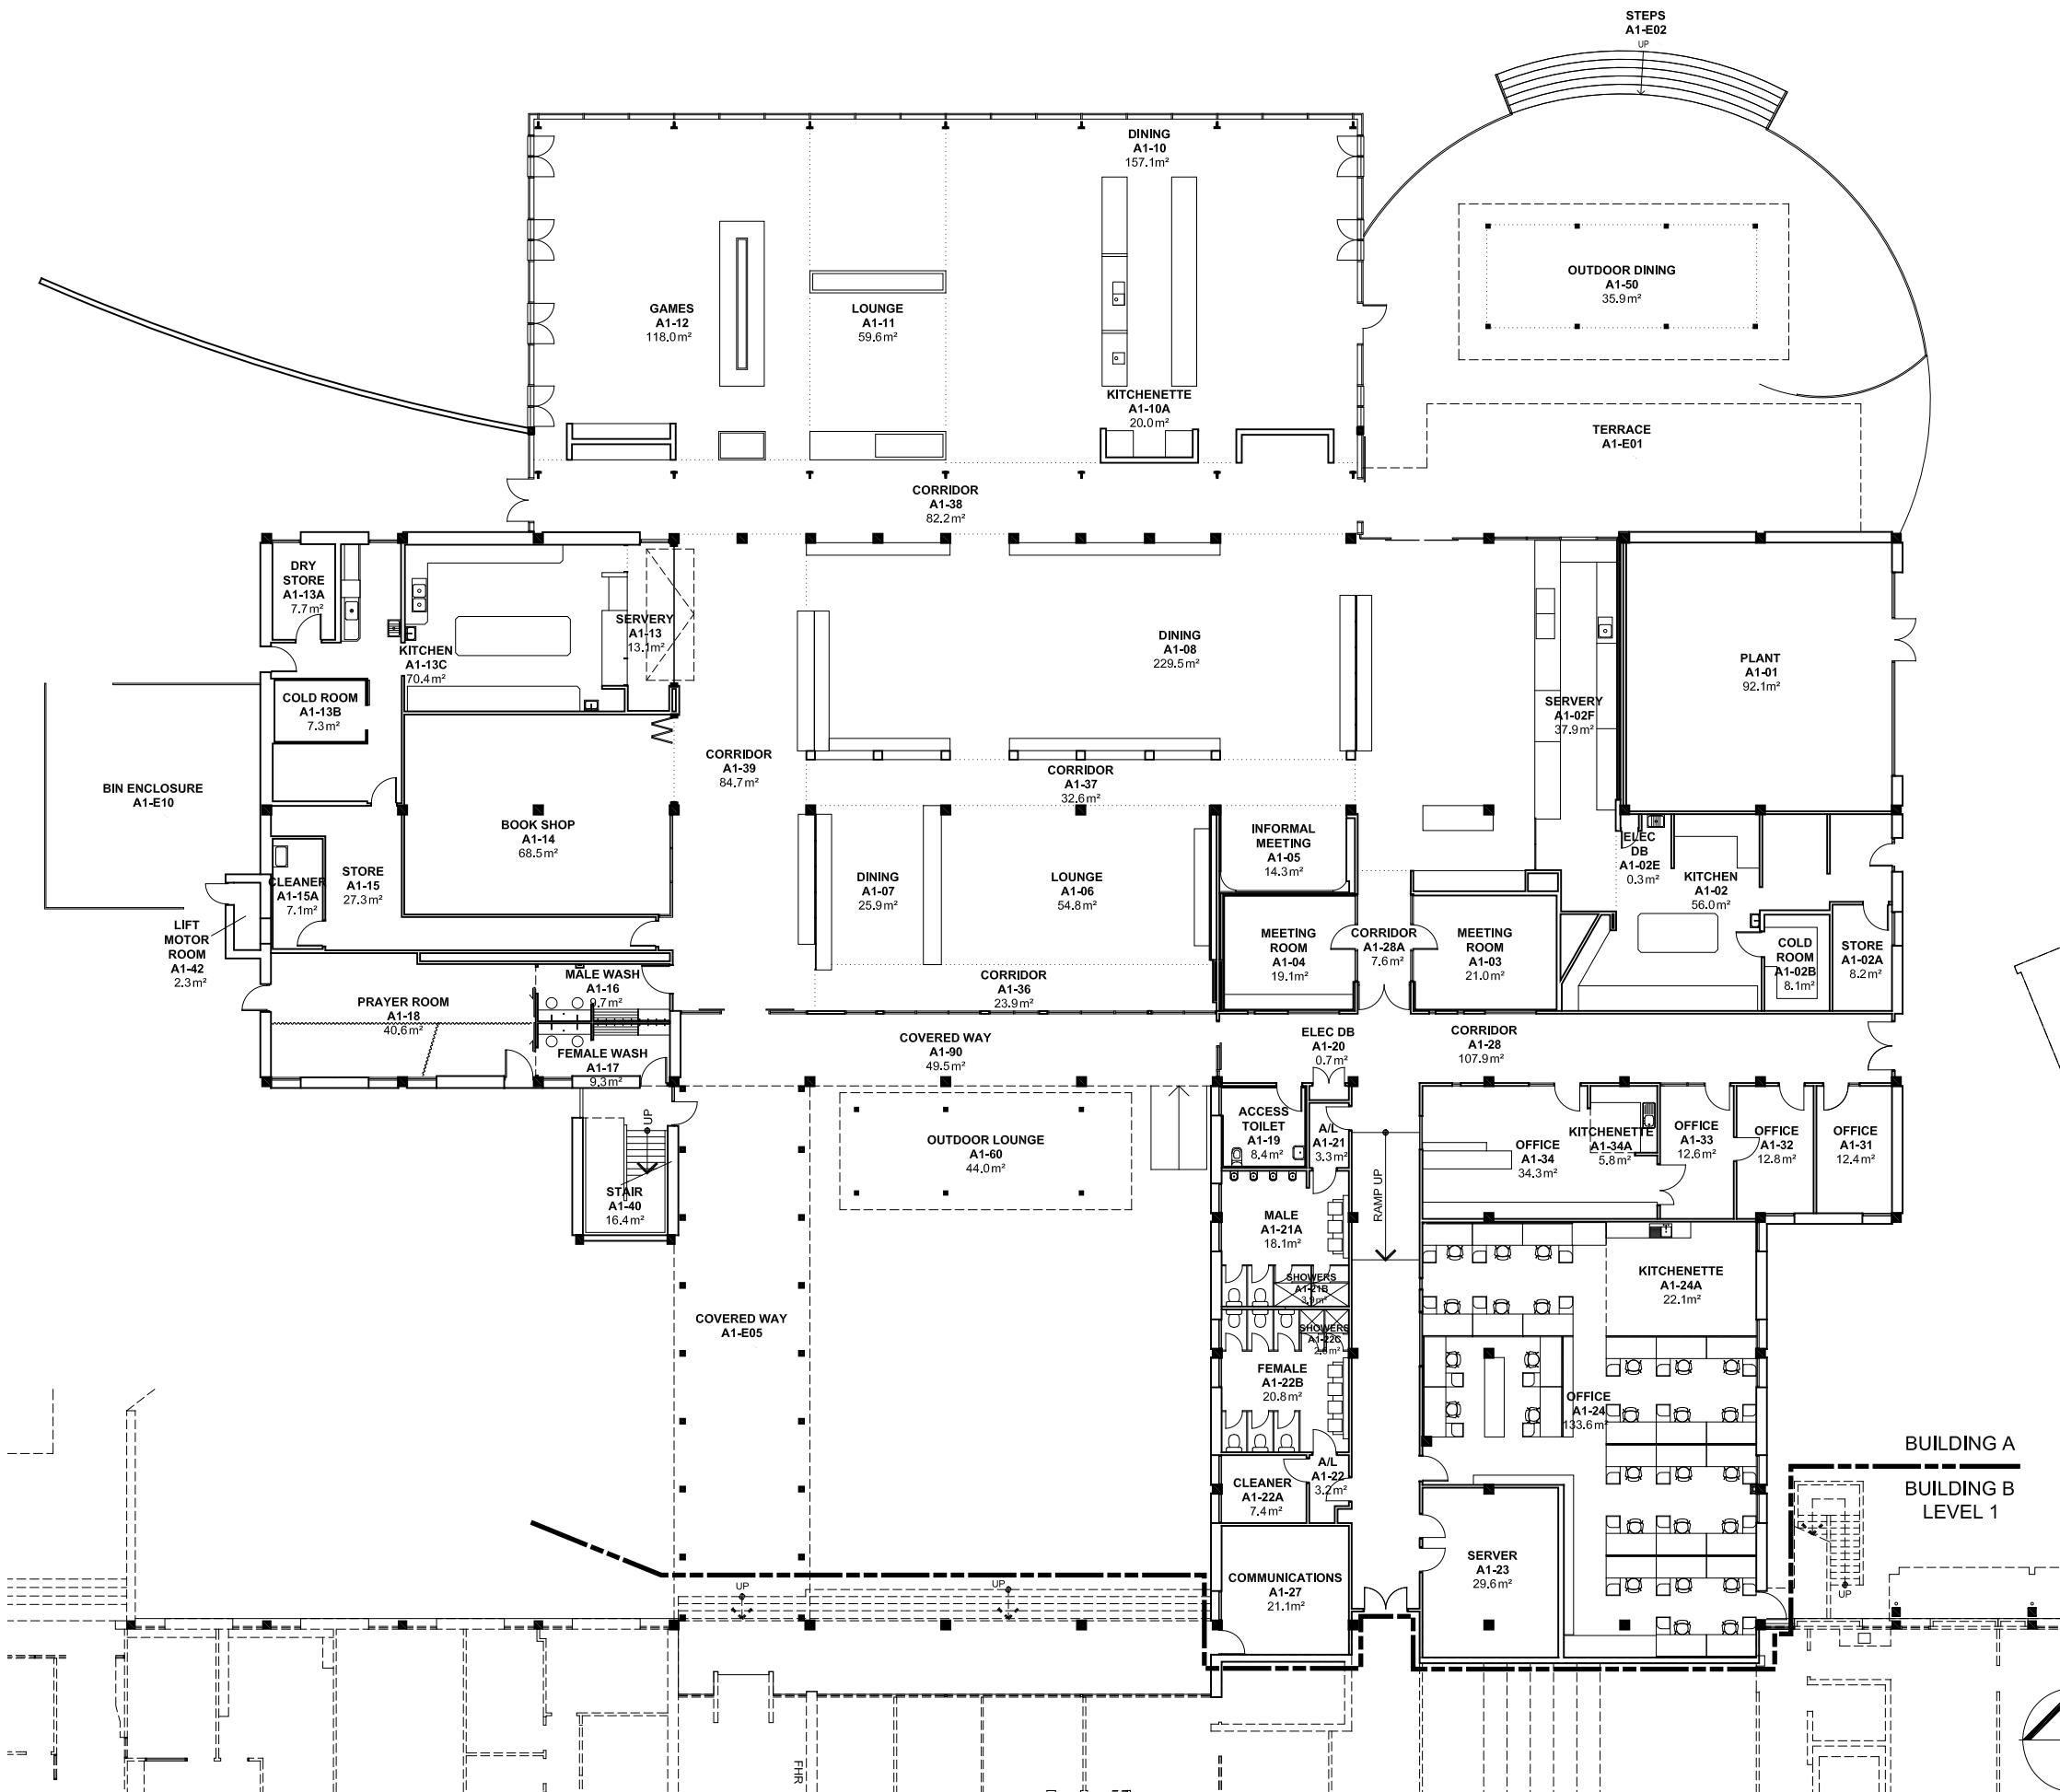 STEPS
A1-E02
UP
DINING
A1-10
157.1m²
OUTDOOR DINING
A1-50
35.9m²
GAMES
A1-12
118.0m²
LOUNGE
A1-11
59.6m²
KITCHENETTE
A1-10A
20.0m²
TERRACE
A1-E01
CORRIDOR
A1-38
82.2m²
DRY
STORE
A1-13A
7.7m²
SERVERY
A1-13
13.1m²
KITCHEN
A1-13C
70.4m²
DINING
A1-08
229.5m²
PLANT
A1-01
92.1m²
COLD ROOM
A1-13B
7.3m²
SERVERY
A1-02F
37.9m²
CORRIDOR
A1-39
84.7m²
CORRIDOR
A1-37
32.6m²
BIN ENCLOSURE
A1-E10
BOOK SHOP
A1-14
68.5m²
INFORMAL
MEETING
A1-05
14.3m²
ELEC
DB
A1-02E
0.3m²
STORE
A1-15
27.3m²
CLEANER
A1-15A
7.1m²
DINING
A1-07
25.9m²
LOUNGE
A1-06
54.8m²
KITCHEN
A1-02
56.0m²
LIFT
MOTOR
ROOM
A1-42
2.3m²
MEETING
ROOM
A1-04
19.1m²
CORRIDOR
A1-28A
7.6m²
MEETING
ROOM
A1-03
21.0m²
COLD
ROOM
A1-02B
8.1m²
STORE
A1-02A
8.2m²
MALE WASH
A1-16
9.7m²
CORRIDOR
A1-36
23.9m²
PRAYER ROOM
A1-18
40.6m²
FEMALE WASH
A1-17
9.3m²
COVERED WAY
A1-90
49.5m²
ELEC DB
A1-20
0.7m²
CORRIDOR
A1-28
107.9m²
UP
OUTDOOR LOUNGE
A1-60
44.0m²
ACCESS
TOILET
A1-19
8.4m²
A/L
A1-21
3.3m²
OFFICE
A1-34
34.3m²
KITCHENETTE
A1-34A
5.8m²
OFFICE
A1-33
12.6m²
OFFICE
A1-32
12.8m²
OFFICE
A1-31
12.4m²
STAIR
A1-40
16.4m²
RAMP UP
MALE
A1-21A
18.1m²
SHOWERS
A1-21B
3.9m²
KITCHENETTE
A1-24A
22.1m²
COVERED WAY
A1-E05
SHOWERS
A1-22C
FEMALE
A1-22B
20.8m²
OFFICE
A1-24
133.6m²
A/L
A1-22
3.2m²
CLEANER
A1-22A
7.4m²
BUILDING A
BUILDING B
LEVEL 1
SERVER
A1-23
29.6m²
COMMUNICATIONS
A1-27
21.1m²
UP
UP
UP
FHR